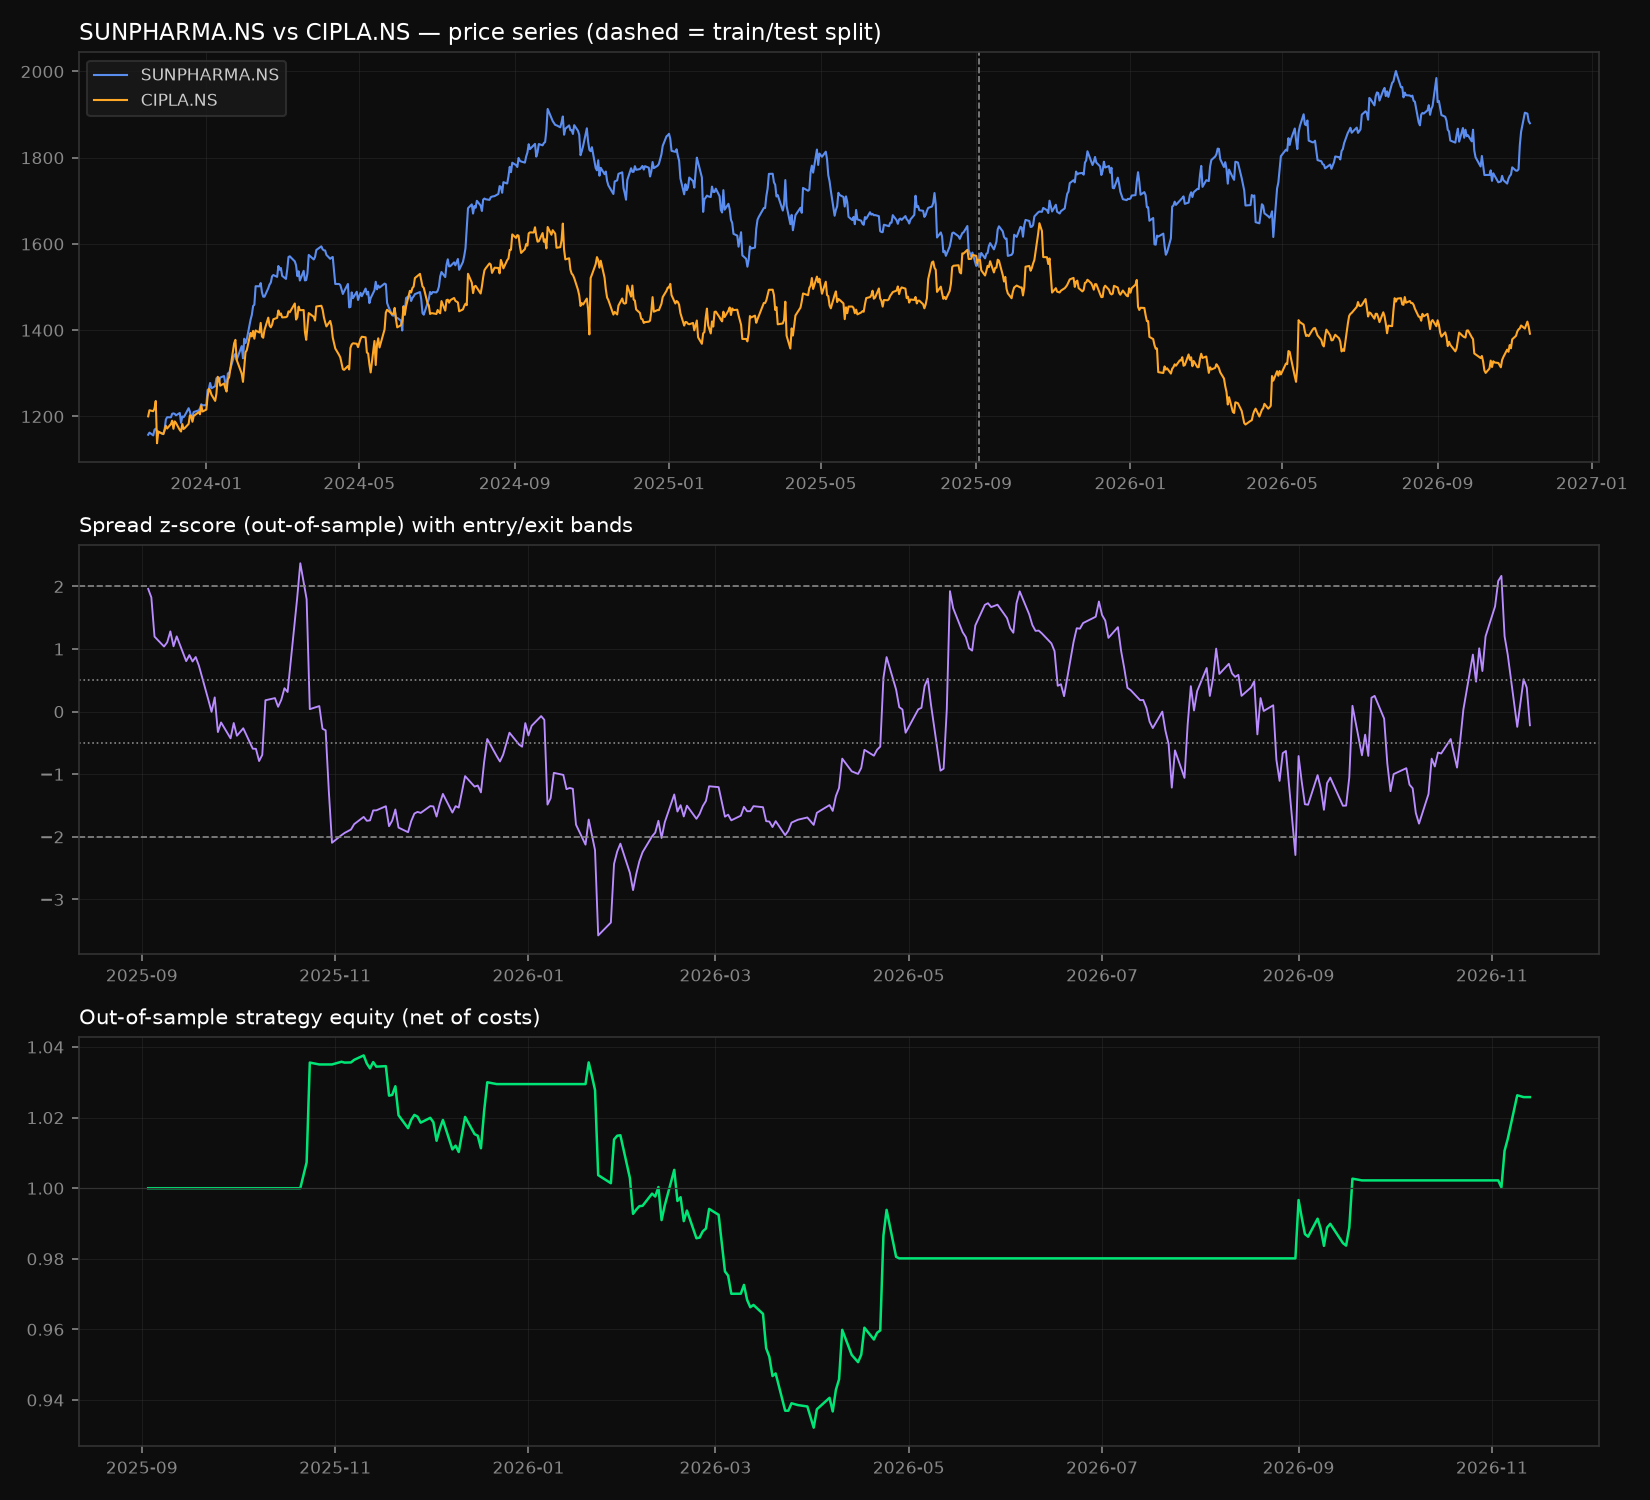 SUNPHARMA.NS vs CIPLA.NS — price series (dashed = train/test split)
SUNPHARMA.NS
CIPLA.NS
2000
1800
1600
1400
1200
2024-01 2024-05 2024-09 2025-01 2025-05 2025-09 2026-01 2026-05 2026-09 2027-01
Spread z-score (out-of-sample) with entry/exit bands
2
1
0
−1
−2
−3
2025-09 2025-11 2026-01 2026-03 2026-05 2026-07 2026-09 2026-11
Out-of-sample strategy equity (net of costs)
1.04
1.02
1.00
0.98
0.96
0.94
2025-09 2025-11 2026-01 2026-03 2026-05 2026-07 2026-09 2026-11